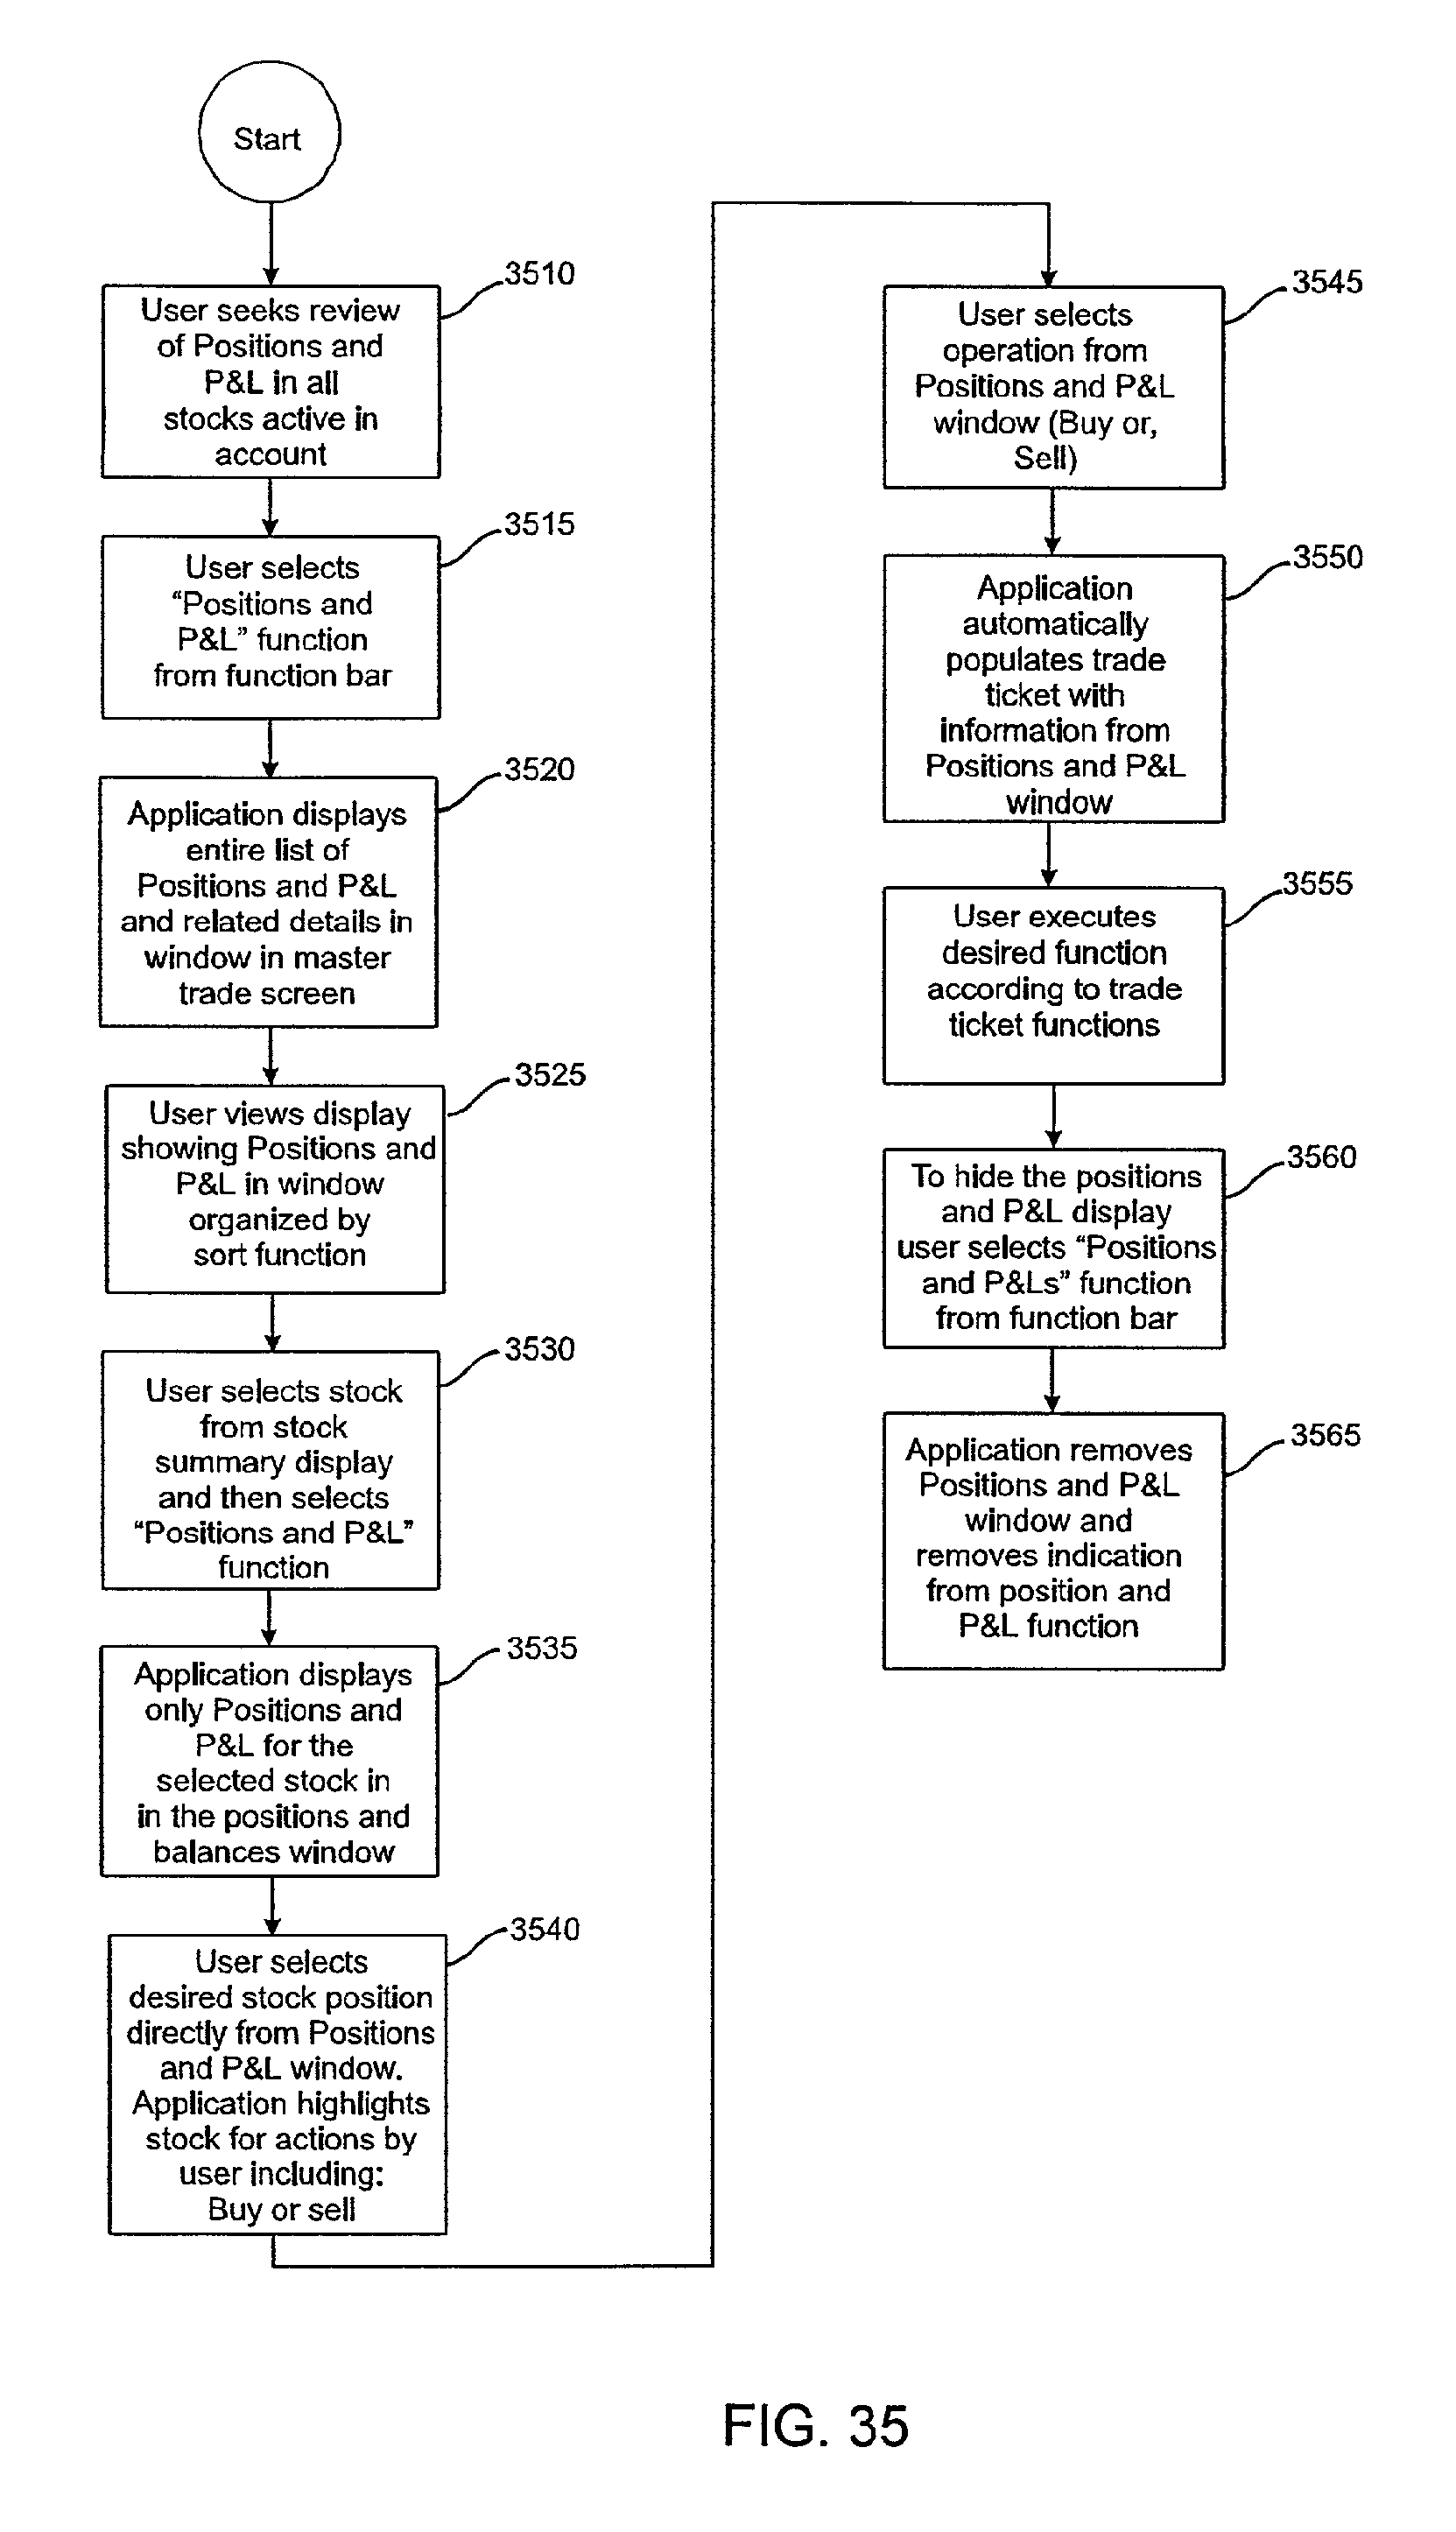 Start
3510
User seeks review
of Positions and
P&L in all
stocks active in
account
3515
User selects
“Positions and
P&L” function
from function bar
3520
Application displays
entire list of
Positions and P&L
and related details in
window in master
trade screen
3525
User views display
showing Positions and
P&L in window
organized by
sort function
3530
User selects stock
from stock
summary display
and then selects
“Positions and P&L”
function
3535
Application displays
only Positions and
P&L for the
selected stock in
in the positions and
balances window
3540
User selects
desired stock position
directly from Positions
and P&L window.
Application highlights
stock for actions by
user including:
Buy or sell
3545
User selects
operation from
Positions and P&L
window (Buy or,
Sell)
3550
Application
automatically
populates trade
ticket with
information from
Positions and P&L
window
3555
User executes
desired function
according to trade
ticket functions
3560
To hide the positions
and P&L display
user selects “Positions
and P&Ls” function
from function bar
3565
Application removes
Positions and P&L
window and
removes indication
from position and
P&L function
FIG. 35